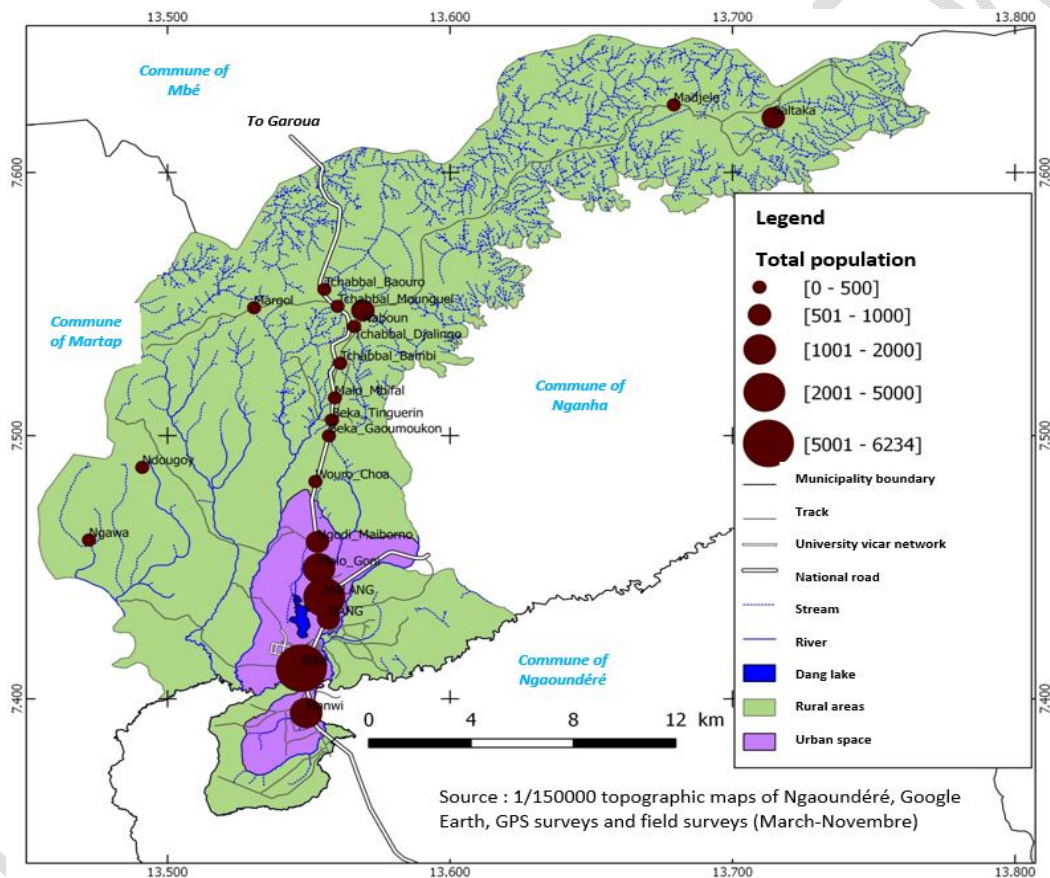 13.500 13.600 13.700 13.800
Commune of
Mbé
To Garoua
Madjele
7.600
7.600
Legend
Total population
[0 - 500]
[501 - 1000]
[1001 - 2000]
[2001 - 5000]
[5001 - 6234]
Municipality boundary
Track
University vicar network
National road
Stream
River
Dang lake
Rural areas
Urban space
Tchabbal_Baouro
Margol
Tchabbal_Mounguel
Tchabbal_Djalingo
Commune
of Martap
Tchabbal_Bambi
Commune of
Nganha
Malo_Mbifal
Beka_Tinguerin
Beka_Gaoumoukon
7.500
7.500
Ndougoy
Wouro_Choa
Ngawa
Ngodi_Maiborno
MALANG
DANG
Commune of
Ngaoundéré
7.400
7.400
Manwi
0 4 8 12 km
Source : 1/150000 topographic maps of Ngaoundéré, Google
Earth, GPS surveys and field surveys (March-Novembre)
13.500 13.600 13.700 13.800